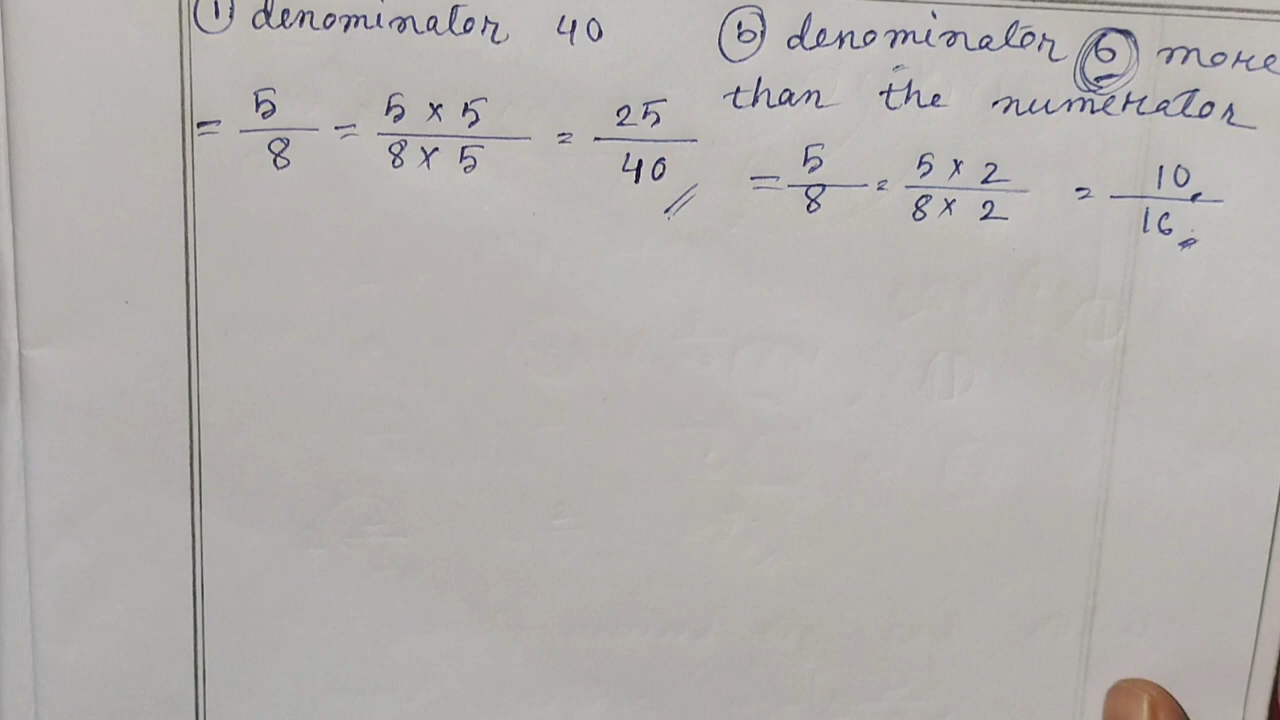 ① denominator 40
= 5/8 = 5 × 5/8 × 5 = 25/40
ⓑ denominator 6 more
than the numerator
= 5/8 = 5 × 2/8 × 2 = 10/16